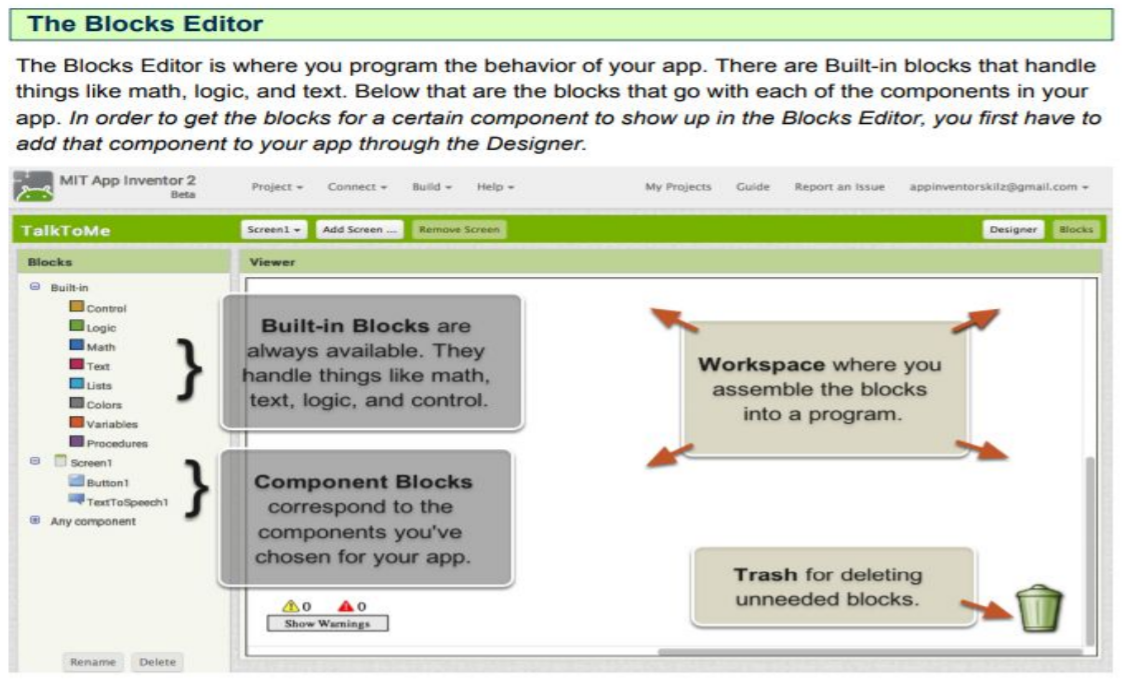 The Blocks Editor
The Blocks Editor is where you program the behavior of your app. There are Built-in blocks that handle
things like math, logic, and text. Below that are the blocks that go with each of the components in your
app. In order to get the blocks for a certain component to show up in the Blocks Editor, you first have to
add that component to your app through the Designer.
MIT App Inventor 2
Beta
Project Connect Build Help My Projects Guide Report an Issue appinventorskilz@gmail.com
TalkToMe Screen1 Add Screen ... Remove Screen Designer Blocks
Blocks Viewer
Built-in
Control
Logic
Math
Text
Lists
Colors
Variables
Procedures
Screen1
Button1
TextToSpeech1
Any component
Rename Delete
Built-in Blocks are
always available. They
handle things like math,
text, logic, and control.
Component Blocks
correspond to the
components you've
chosen for your app.
0 0
Show Warnings
Workspace where you
assemble the blocks
into a program.
Trash for deleting
unneeded blocks.